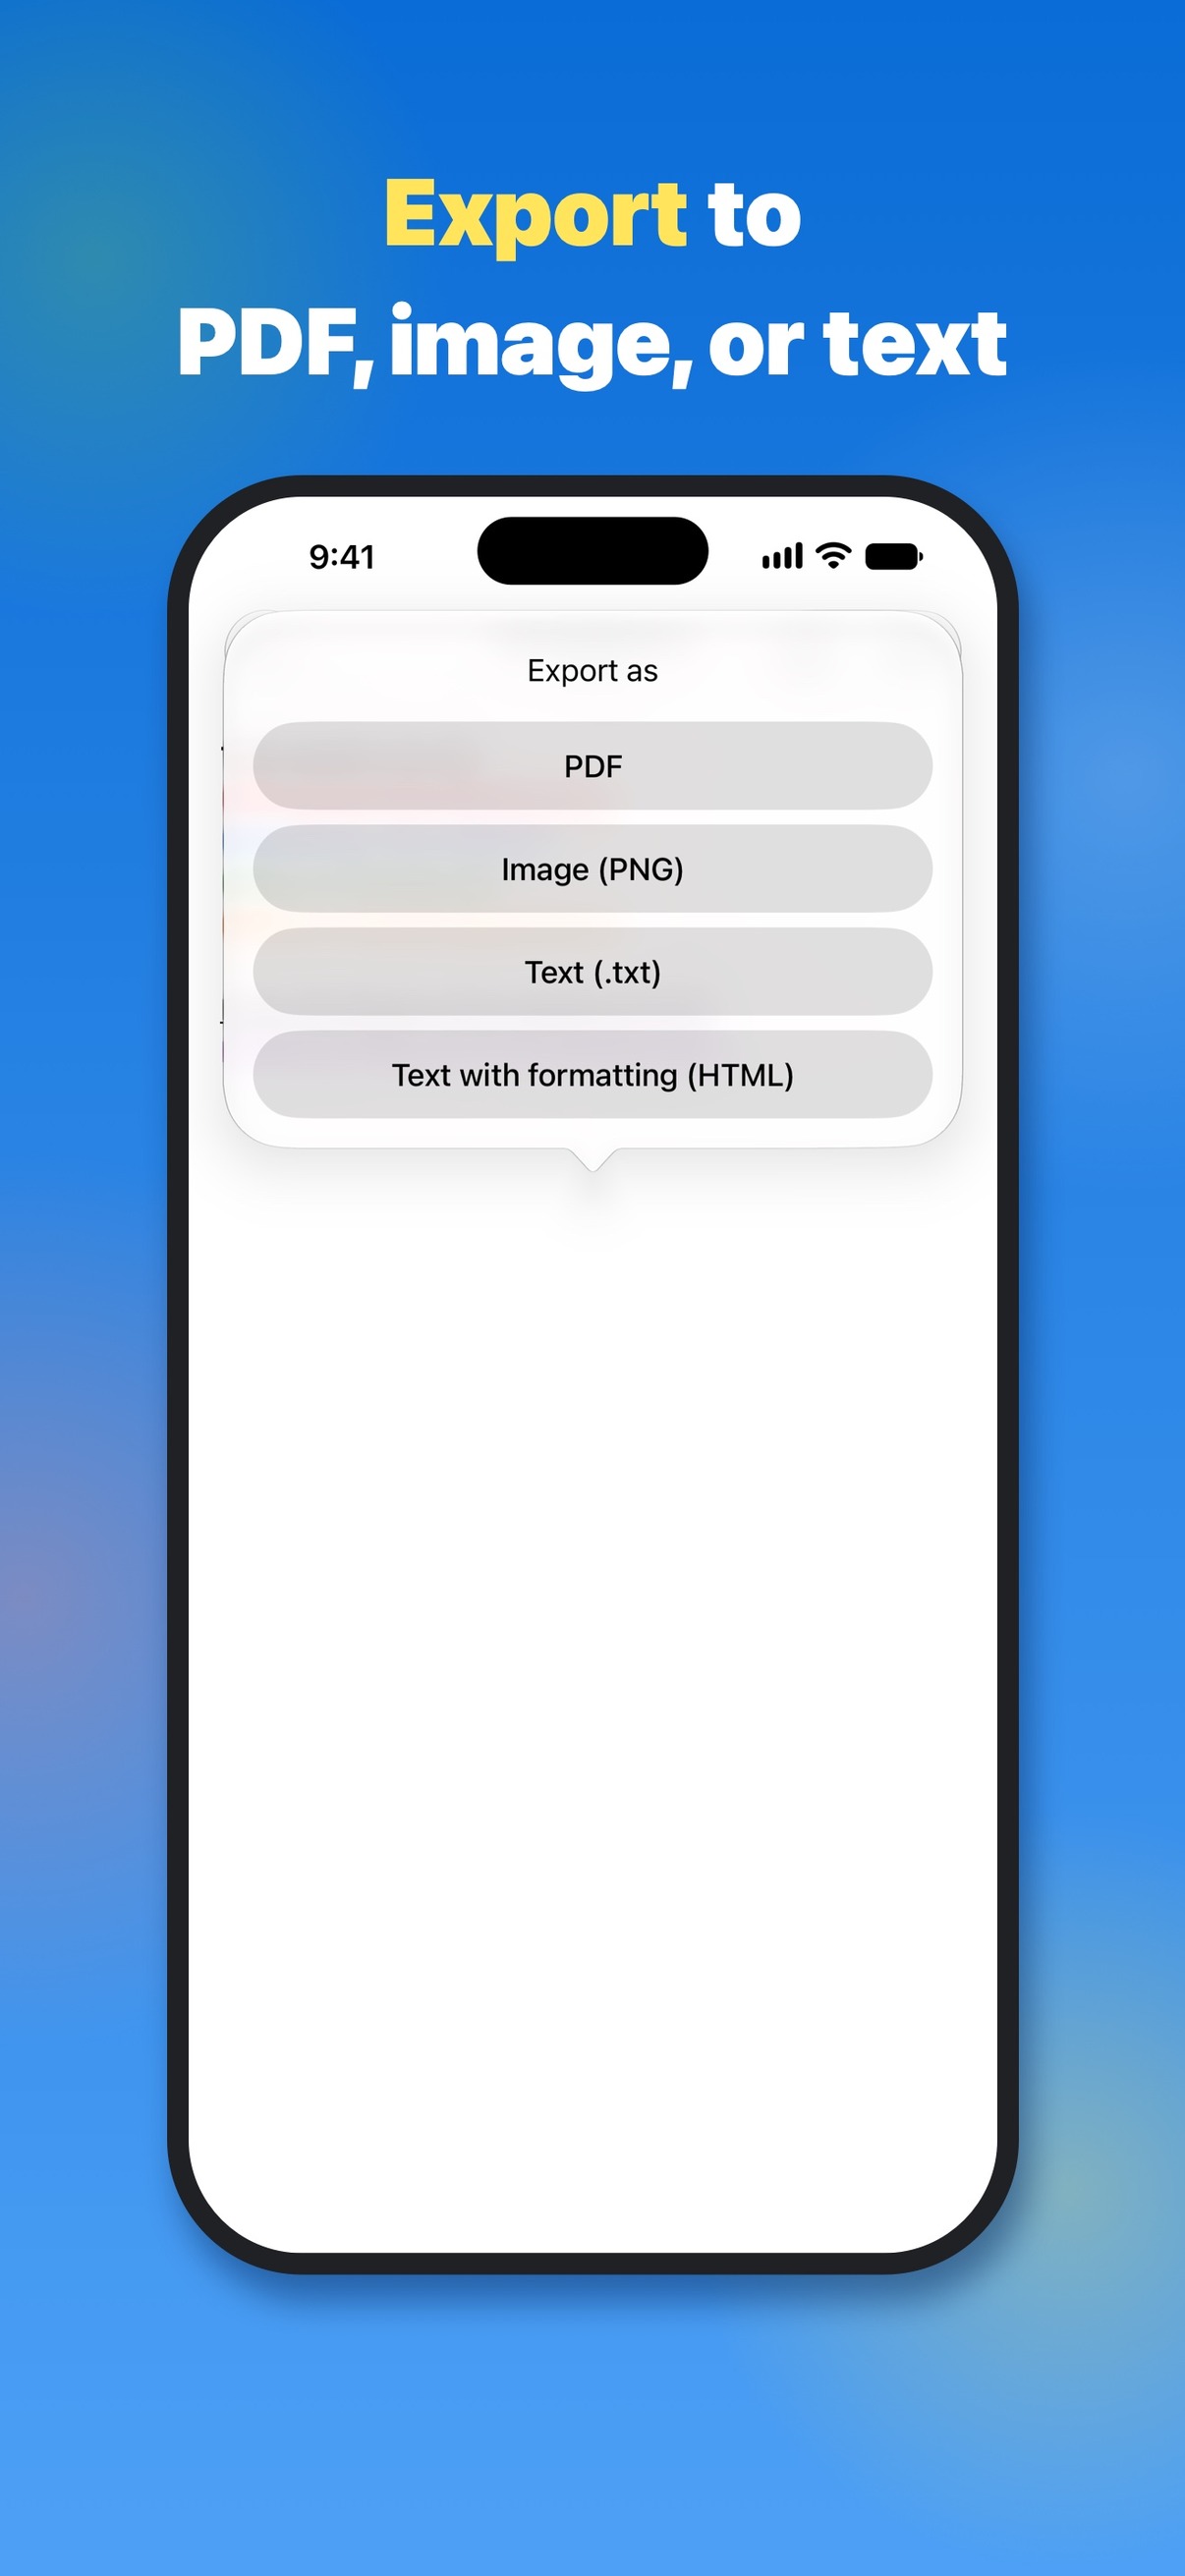 Export to
PDF, image, or text
9:41
Export as
PDF
Image (PNG)
Text (.txt)
Text with formatting (HTML)